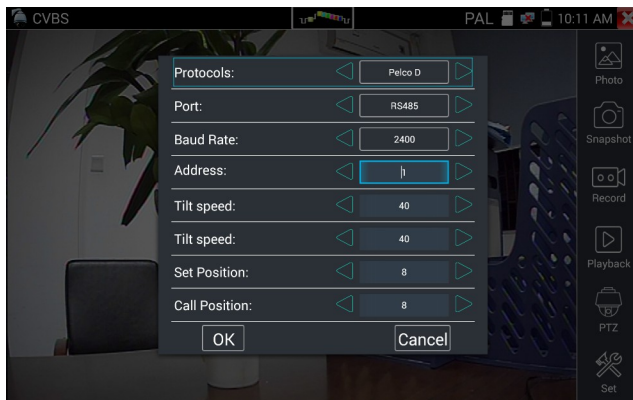 CVBS PAL 10:11 AM
Protocols: Pelco D
Port: RS485
Baud Rate: 2400
Address: 1
Tilt speed: 40
Tilt speed: 40
Set Position: 8
Call Position: 8
OK Cancel
Photo
Snapshot
Record
Playback
PTZ
Set